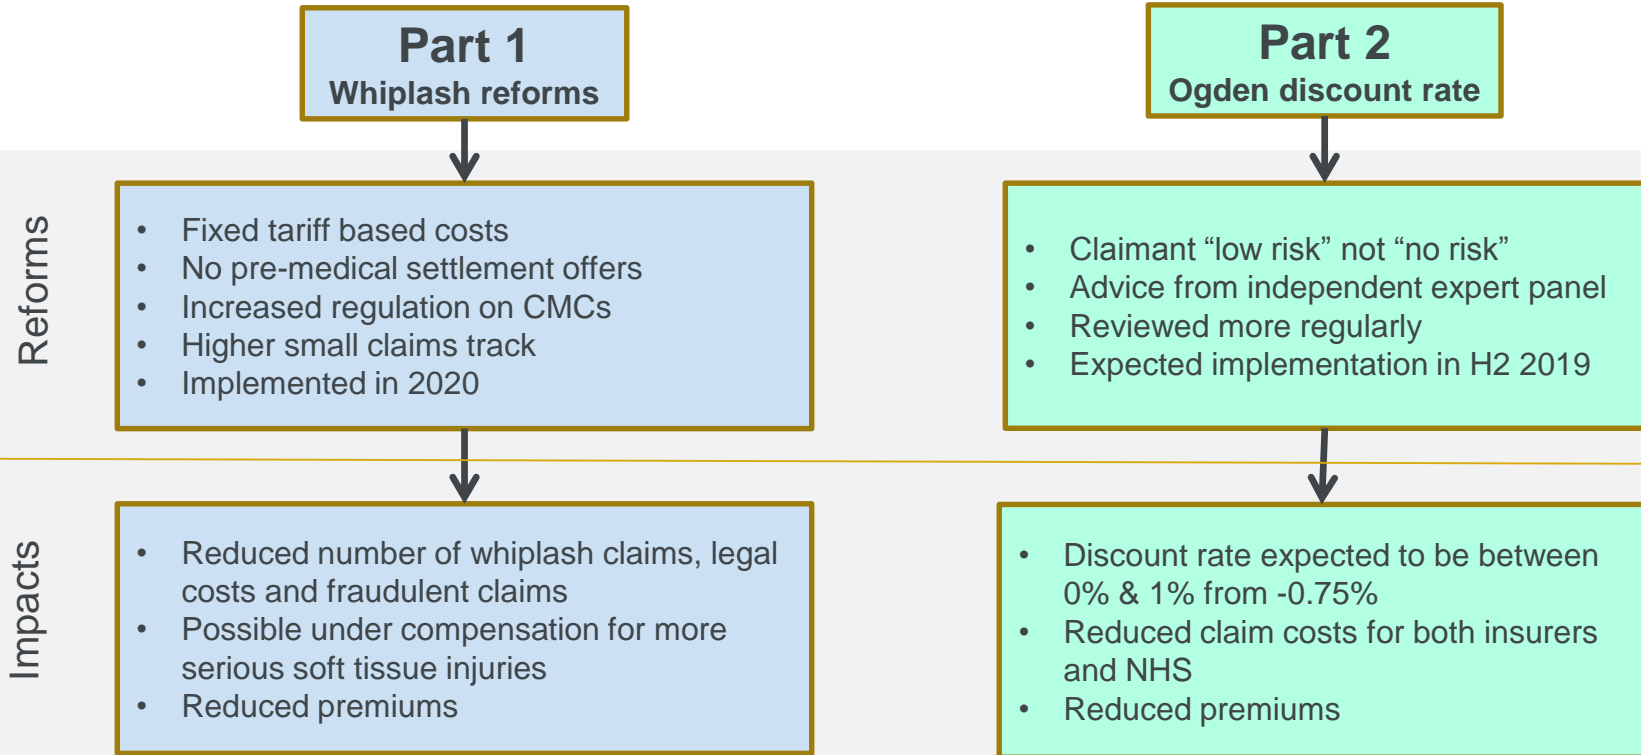 Part 1
Whiplash reforms
Part 2
Ogden discount rate
Reforms
• Fixed tariff based costs
• No pre-medical settlement offers
• Increased regulation on CMCs
• Higher small claims track
• Implemented in 2020
• Claimant “low risk” not “no risk”
• Advice from independent expert panel
• Reviewed more regularly
• Expected implementation in H2 2019
Impacts
• Reduced number of whiplash claims, legal
costs and fraudulent claims
• Possible under compensation for more
serious soft tissue injuries
• Reduced premiums
• Discount rate expected to be between
0% & 1% from -0.75%
• Reduced claim costs for both insurers
and NHS
• Reduced premiums